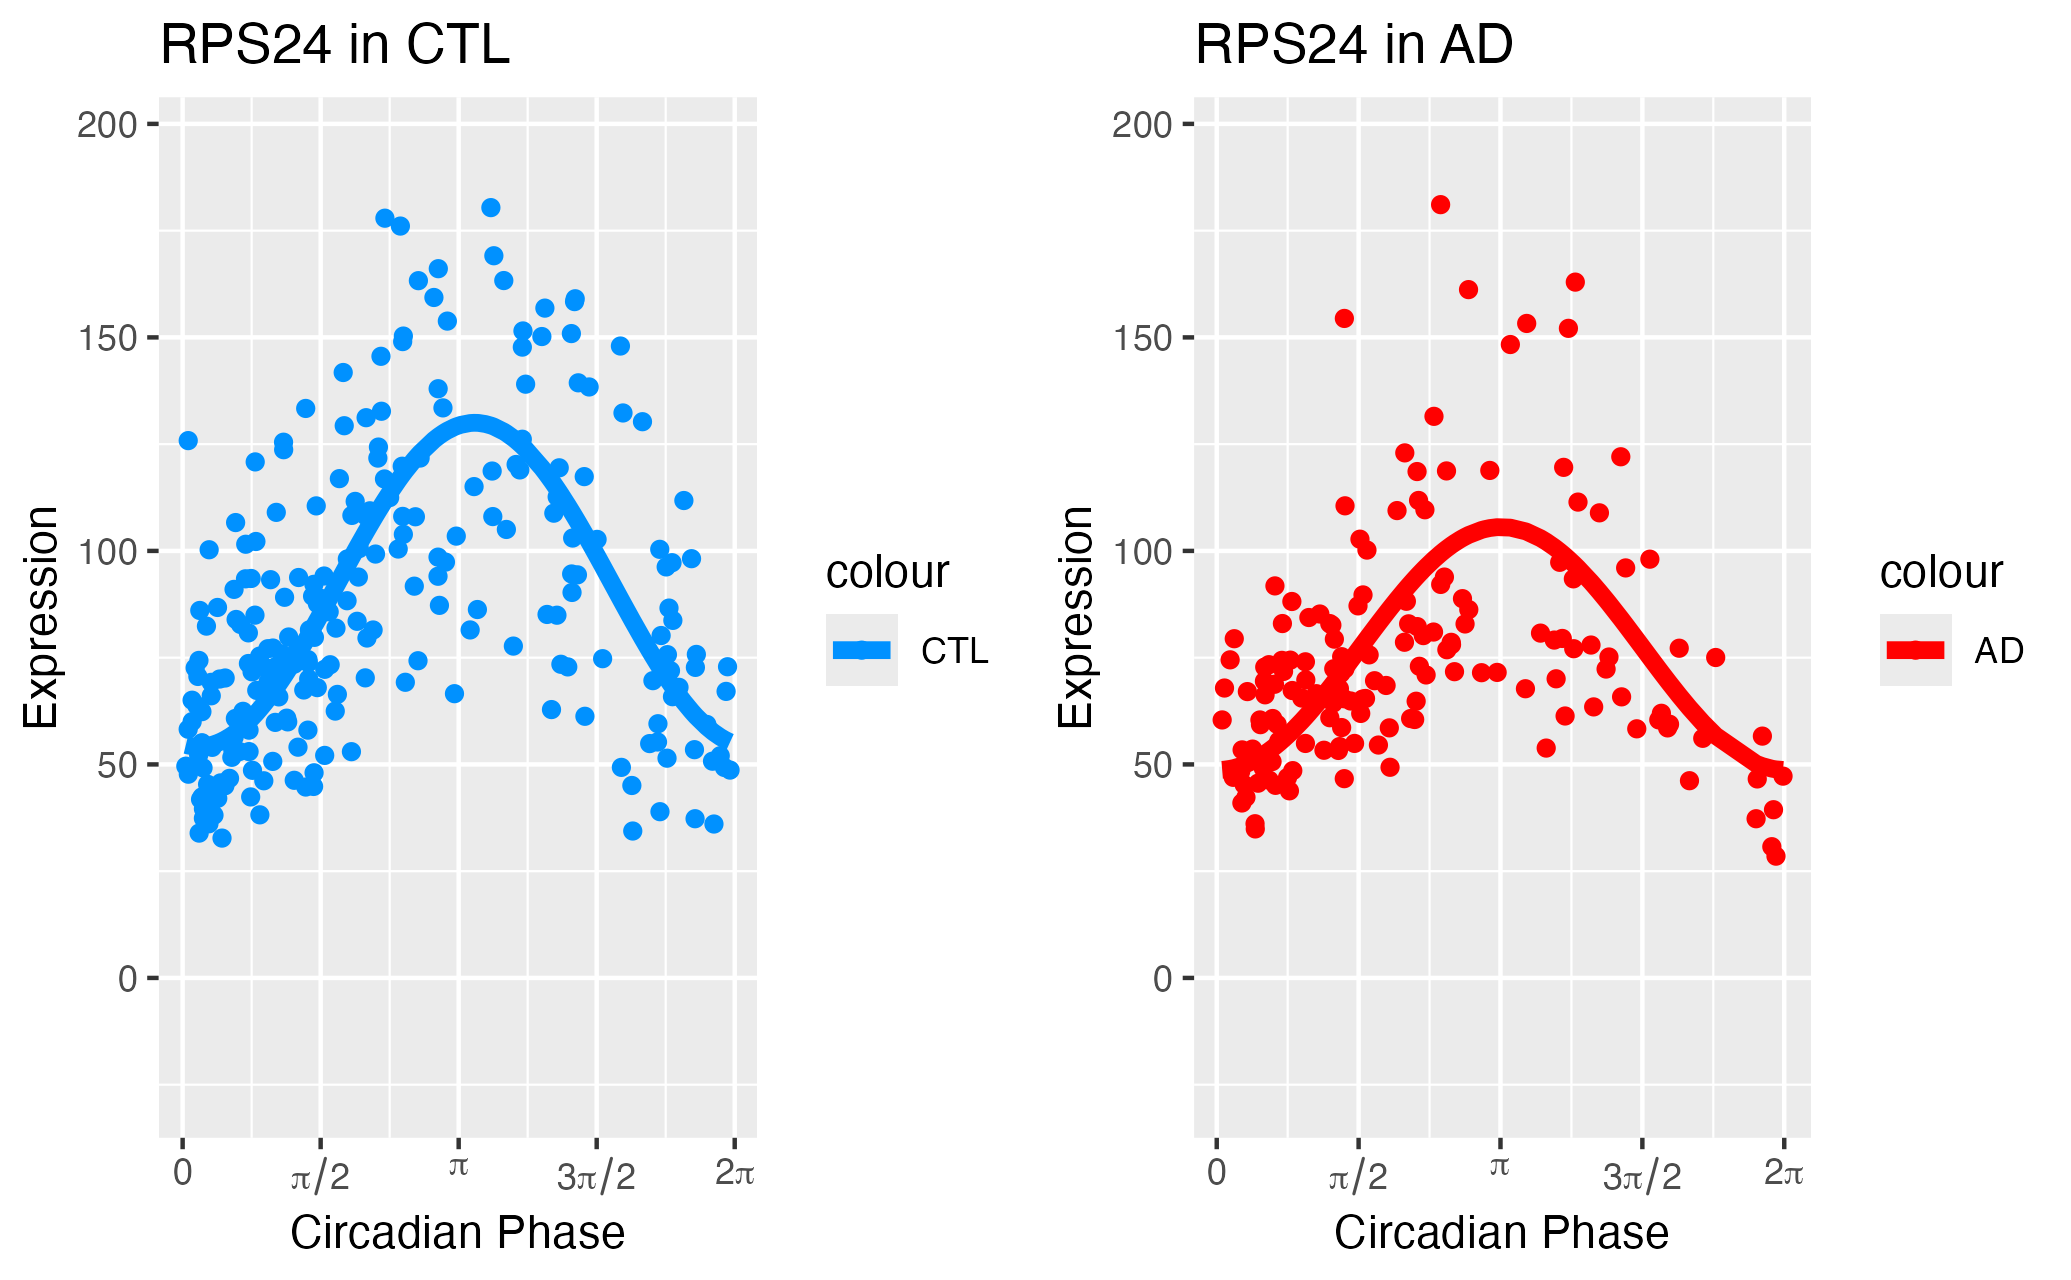 RPS24 in CTL
200
150
100
50
0
Expression
0 π/2 π 3π/2 2π
Circadian Phase
colour
CTL
RPS24 in AD
200
150
100
50
0
Expression
0 π/2 π 3π/2 2π
Circadian Phase
colour
AD